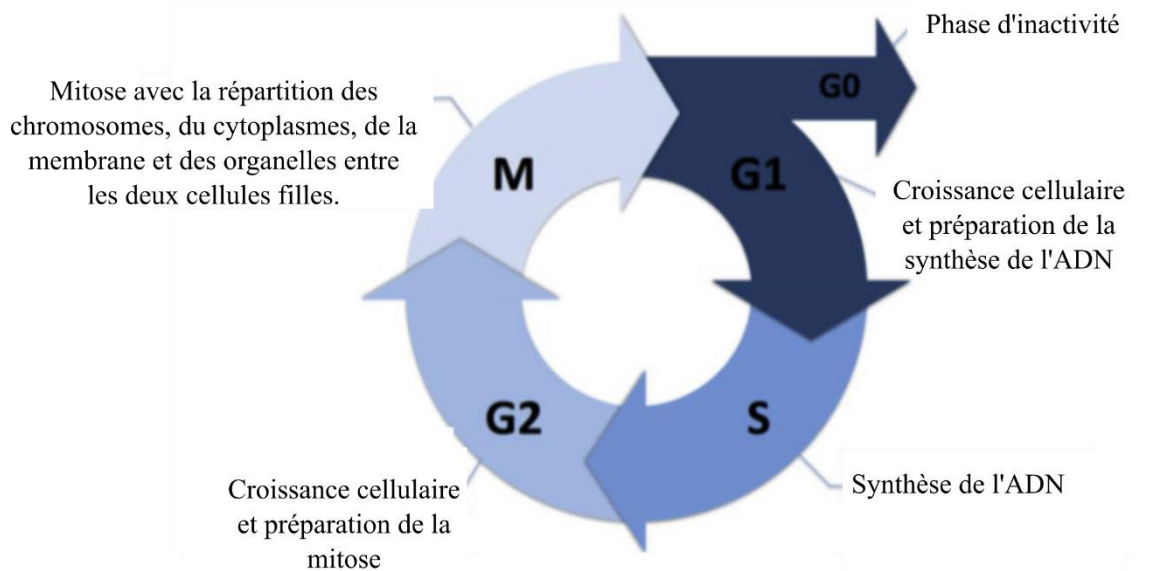 Phase d'inactivité
G0
Mitose avec la répartition des
chromosomes, du cytoplasmes, de la
membrane et des organelles entre
les deux cellules filles.
M
G1
Croissance cellulaire
et préparation de la
synthèse de l'ADN
G2
S
Croissance cellulaire
et préparation de la
mitose
Synthèse de l'ADN